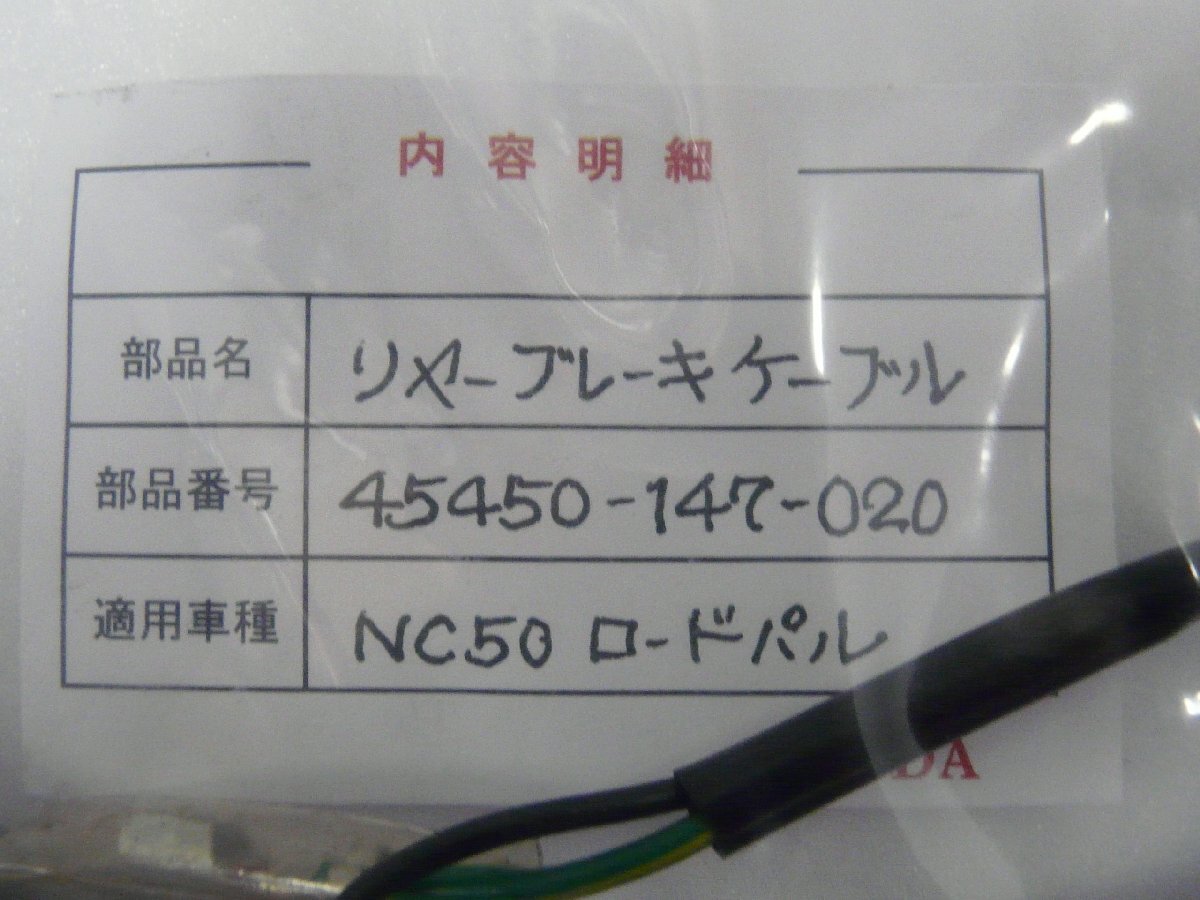 内容明細
部品名 リヤーブレーキケーブル
部品番号 45450-147-020
適用車種 NC50 ロードパル
DA